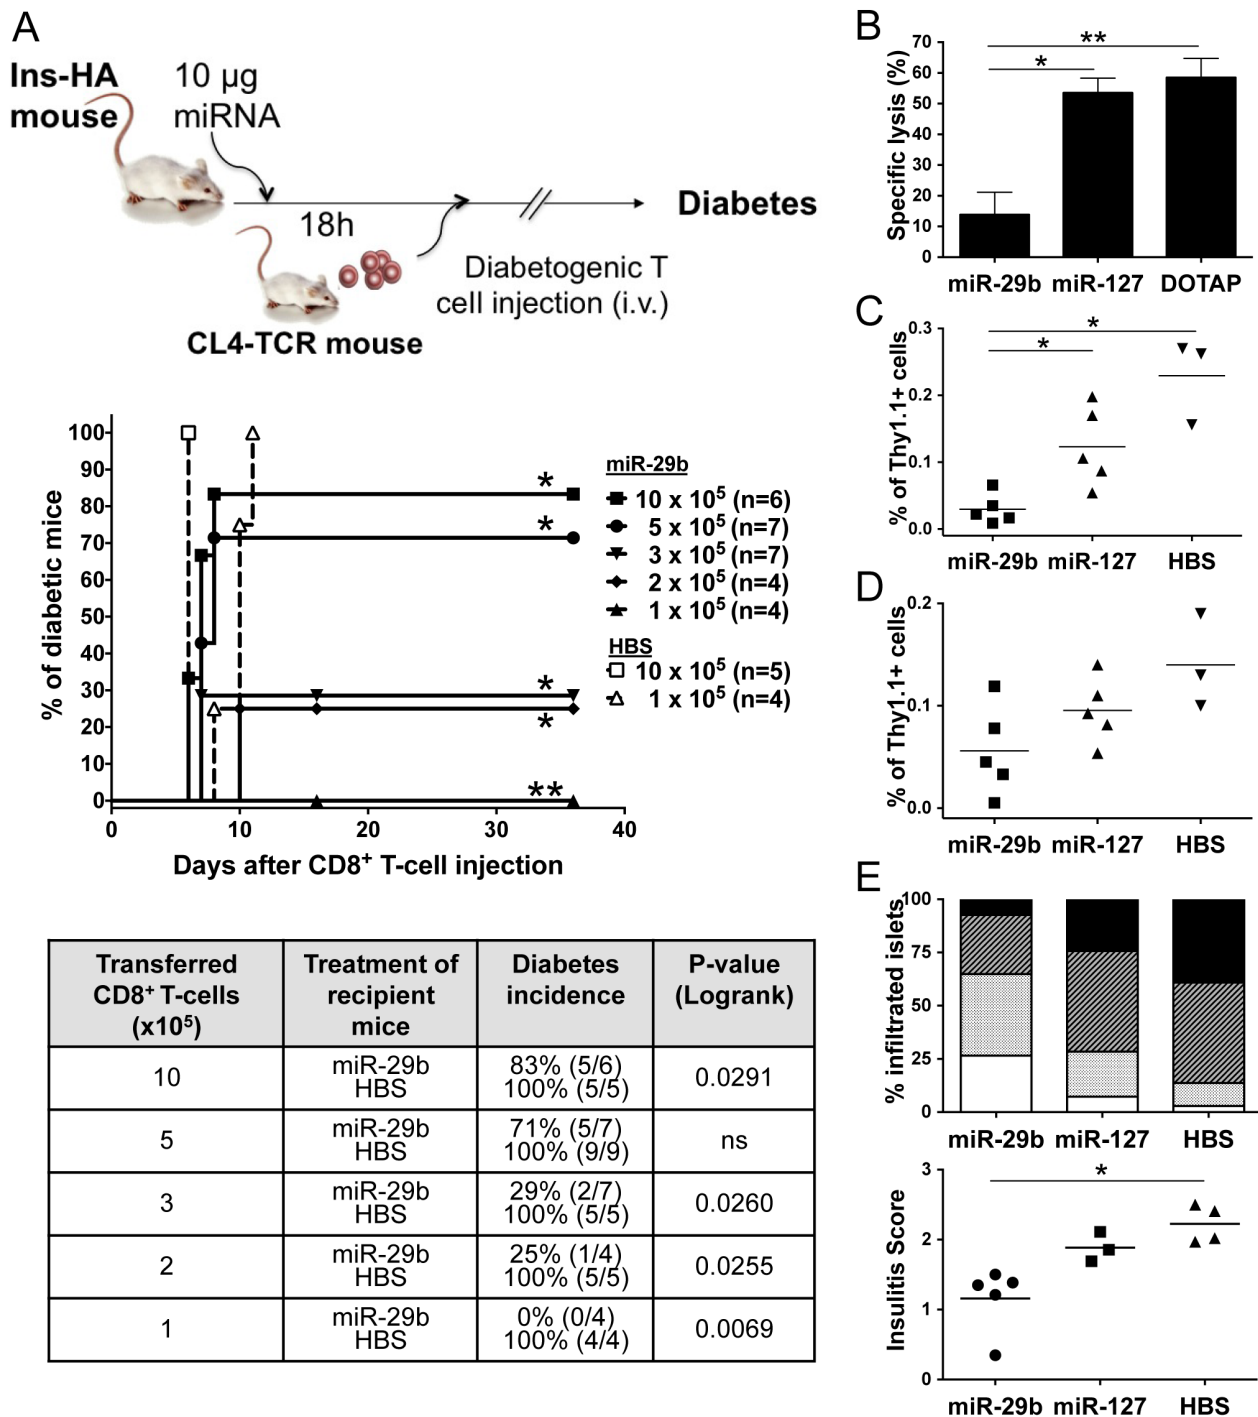 A
Ins-HA
mouse
10 µg
miRNA
18h
Diabetes
Diabetogenic T
cell injection (i.v.)
CL4-TCR mouse
% of diabetic mice
100
90
80
70
60
50
40
30
20
10
0
0 10 20 30 40
Days after CD8⁺ T-cell injection
*
*
*
*
**
miR-29b
10 x 10⁵ (n=6)
5 x 10⁵ (n=7)
3 x 10⁵ (n=7)
2 x 10⁵ (n=4)
1 x 10⁵ (n=4)
HBS
10 x 10⁵ (n=5)
1 x 10⁵ (n=4)
Transferred CD8⁺ T-cells (x10⁵) Treatment of recipient mice Diabetes incidence P-value (Logrank)
10 miR-29b 83% (5/6) 0.0291
HBS 100% (5/5)
5 miR-29b 71% (5/7) ns
HBS 100% (9/9)
3 miR-29b 29% (2/7) 0.0260
HBS 100% (5/5)
2 miR-29b 25% (1/4) 0.0255
HBS 100% (5/5)
1 miR-29b 0% (0/4) 0.0069
HBS 100% (4/4)
B
Specific lysis (%)
70
60
50
40
30
20
10
0
**
*
miR-29b miR-127 DOTAP
C
% of Thy1.1+ cells
0.3
0.2
0.1
0.0
*
*
miR-29b miR-127 HBS
D
% of Thy1.1+ cells
0.2
0.1
0.0
miR-29b miR-127 HBS
E
% infiltrated islets
100
75
50
25
0
miR-29b miR-127 HBS
Insulitis Score
3
2
1
0
*
miR-29b miR-127 HBS